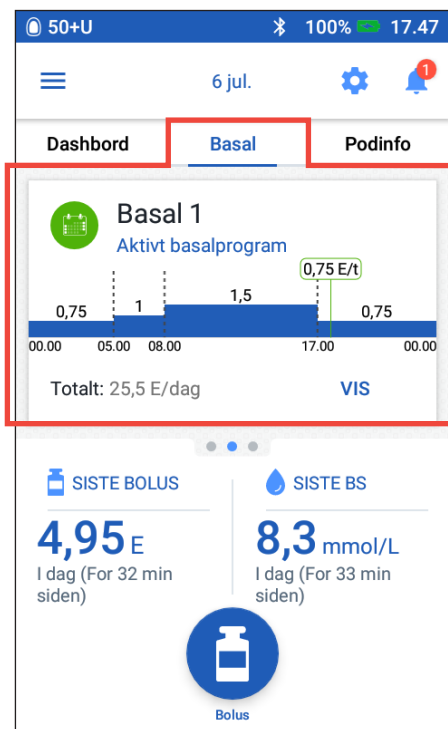 50+U 100% 17.47
6 jul. 1
Dashbord Basal Podinfo
Basal 1
Aktivt basalprogram
0,75 E/t
0,75 1 1,5 0,75
00.00 05.00 08.00 17.00 00.00
Totalt: 25,5 E/dag VIS
SISTE BOLUS
4,95 E
I dag (For 32 min
siden)
SISTE BS
8,3 mmol/L
I dag (For 33 min
siden)
Bolus